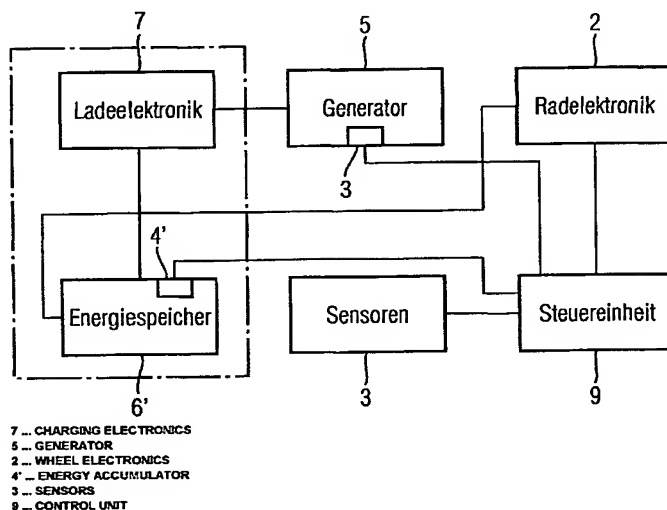 7
5
2
Ladeelektronik
Generator
Radelektronik
3
4'
Energiespeicher
Sensoren
Steuereinheit
6'
3
9
7 ... CHARGING ELECTRONICS
5 ... GENERATOR
2 ... WHEEL ELECTRONICS
4' ... ENERGY ACCUMULATOR
3 ... SENSORS
9 ... CONTROL UNIT